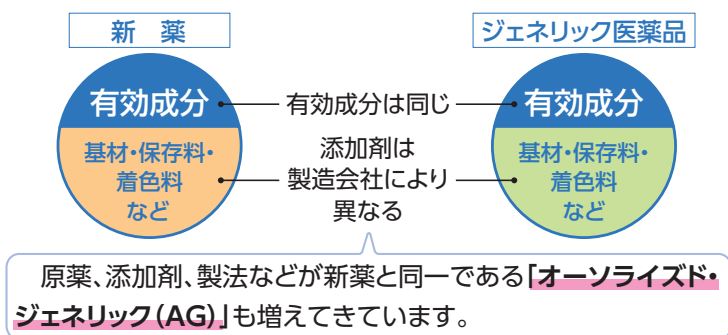 新 薬
ジェネリック医薬品
有効成分
有効成分は同じ
有効成分
基材・保存料・
着色料
など
添加剤は
製造会社により
異なる
基材・保存料・
着色料
など
原薬、添加剤、製法などが新薬と同一である「オーソライズド・
ジェネリック(AG)」も増えてきています。